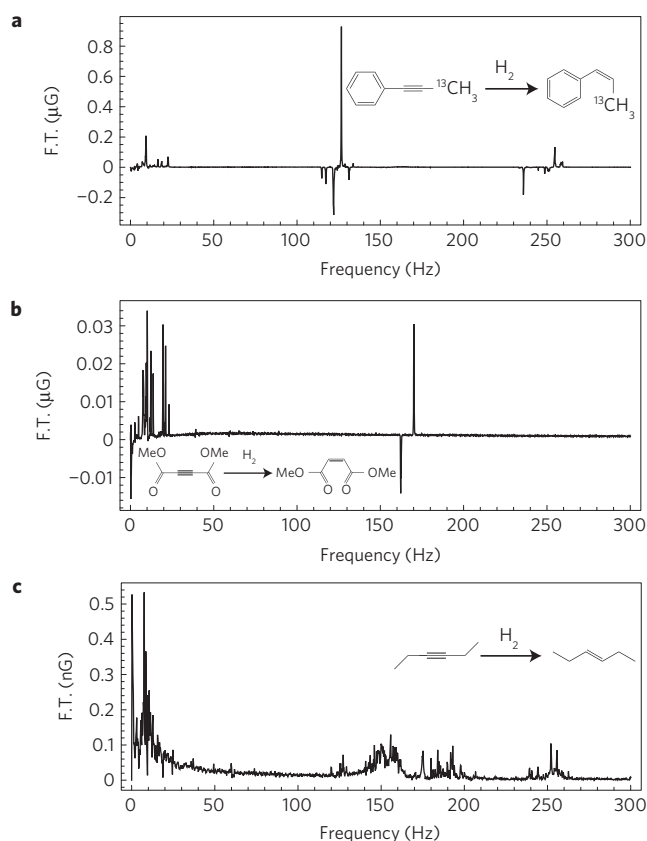 a
F.T. (μG)
0.8
0.6
0.4
0.2
0
−0.2
¹³CH₃
H₂
¹³CH₃
0 50 100 150 200 250 300
Frequency (Hz)
b
F.T. (μG)
0.03
0.02
0.01
0
−0.01
MeO OMe
O O
H₂
MeO OMe
O O
0 50 100 150 200 250 300
Frequency (Hz)
c
F.T. (nG)
0.5
0.4
0.3
0.2
0.1
0
H₂
0 50 100 150 200 250 300
Frequency (Hz)